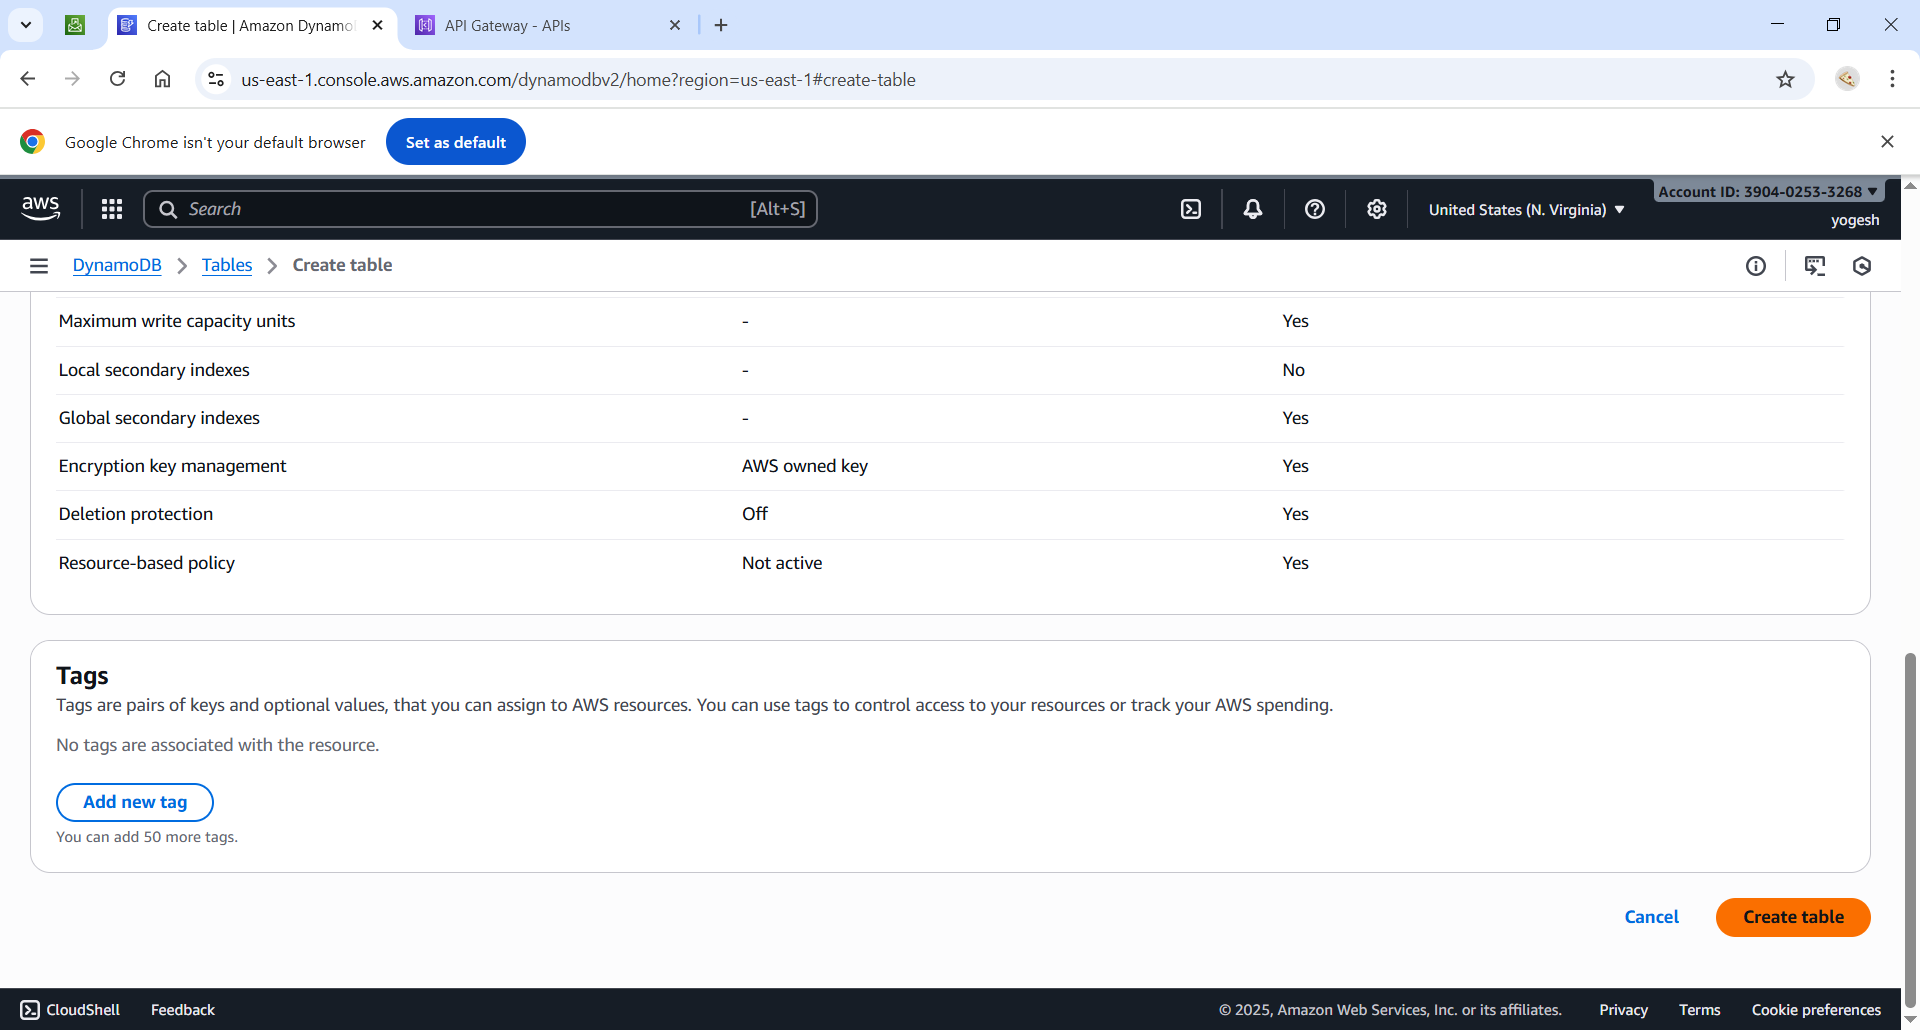 Create table | Amazon Dynamo
API Gateway - APIs
us-east-1.console.aws.amazon.com/dynamodbv2/home?region=us-east-1#create-table
Google Chrome isn't your default browser
Set as default
aws
Search
[Alt+S]
United States (N. Virginia) ▼
Account ID: 3904-0253-3268 ▼
yogesh
DynamoDB > Tables > Create table
Maximum write capacity units - Yes
Local secondary indexes - No
Global secondary indexes - Yes
Encryption key management AWS owned key Yes
Deletion protection Off Yes
Resource-based policy Not active Yes
Tags
Tags are pairs of keys and optional values, that you can assign to AWS resources. You can use tags to control access to your resources or track your AWS spending.
No tags are associated with the resource.
Add new tag
You can add 50 more tags.
Cancel
Create table
CloudShell Feedback © 2025, Amazon Web Services, Inc. or its affiliates. Privacy Terms Cookie preferences